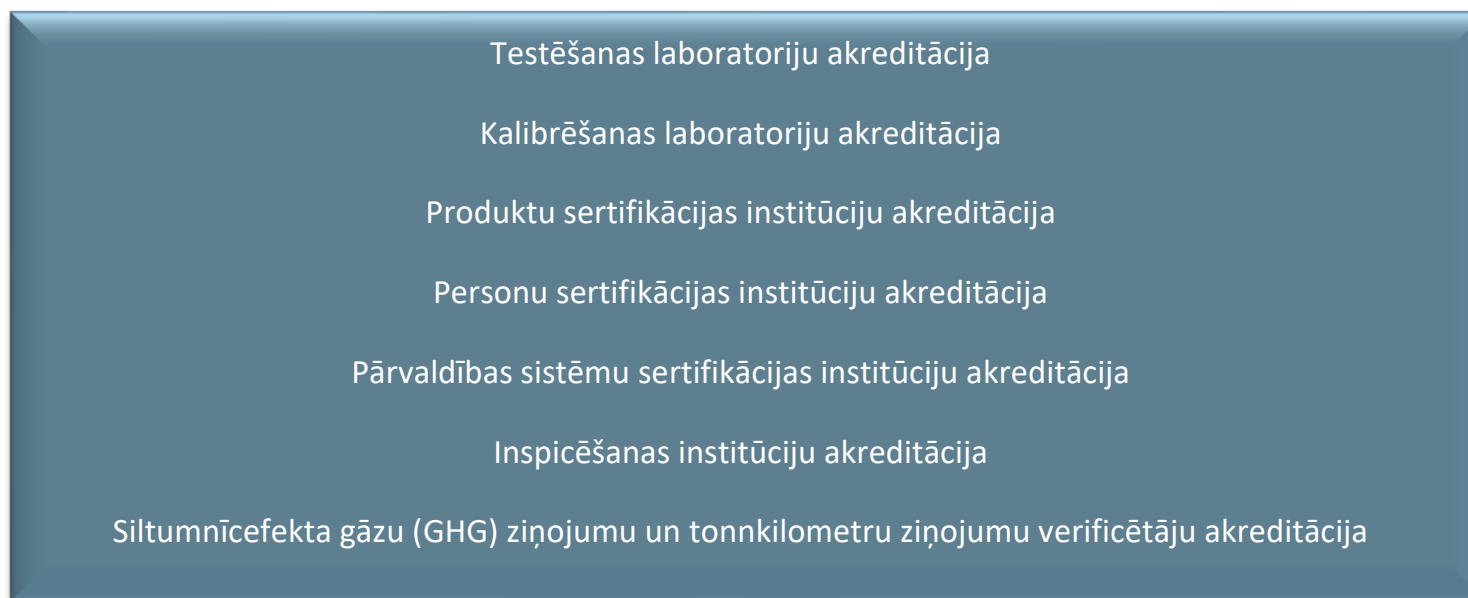 Testēšanas laboratoriju akreditācija
Kalibrēšanas laboratoriju akreditācija
Produktu sertifikācijas institūciju akreditācija
Personu sertifikācijas institūciju akreditācija
Pārvaldības sistēmu sertifikācijas institūciju akreditācija
Inspicēšanas institūciju akreditācija
Siltumnīcefekta gāzu (GHG) ziņojumu un tonnkilometru ziņojumu verificētāju akreditācija